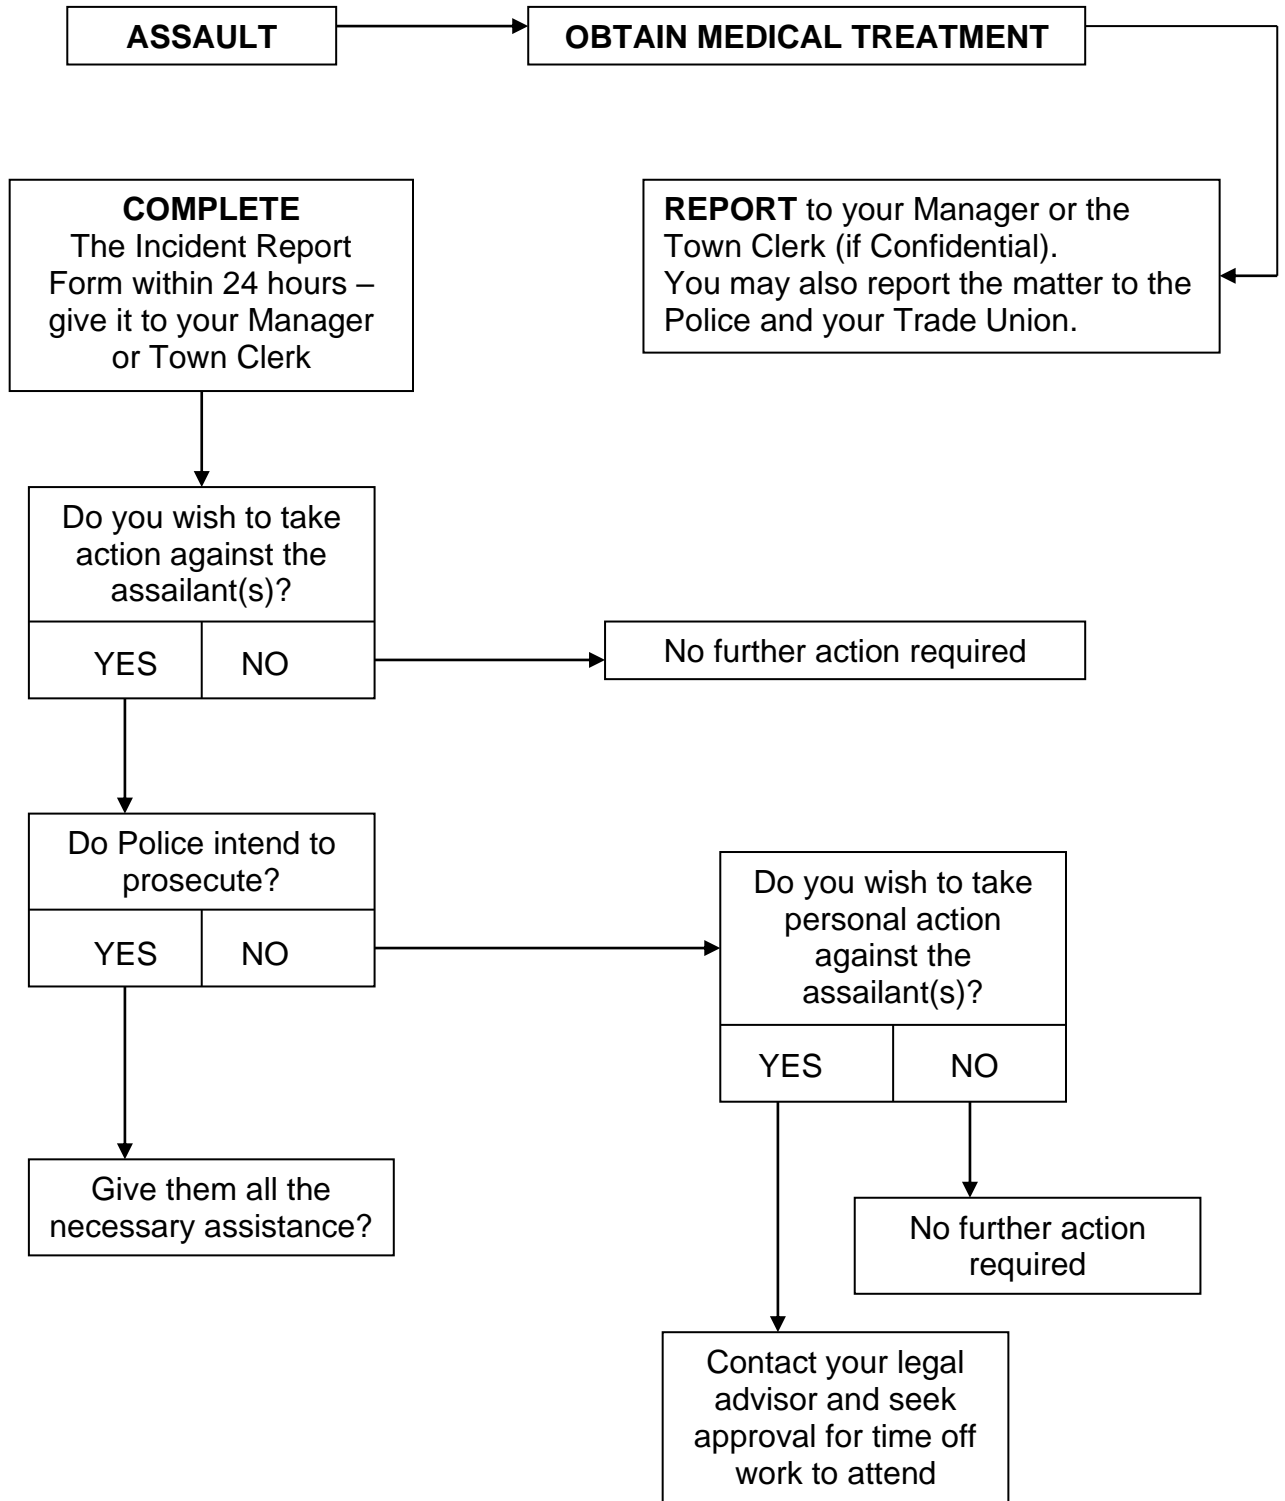 ASSAULT
OBTAIN MEDICAL TREATMENT
REPORT to your Manager or the
Town Clerk (if Confidential).
You may also report the matter to the
Police and your Trade Union.
COMPLETE
The Incident Report
Form within 24 hours –
give it to your Manager
or Town Clerk
Do you wish to take
action against the
assailant(s)?
YES
NO
No further action required
Do Police intend to
prosecute?
YES
NO
Do you wish to take
personal action
against the
assailant(s)?
YES
NO
Give them all the
necessary assistance?
No further action
required
Contact your legal
advisor and seek
approval for time off
work to attend